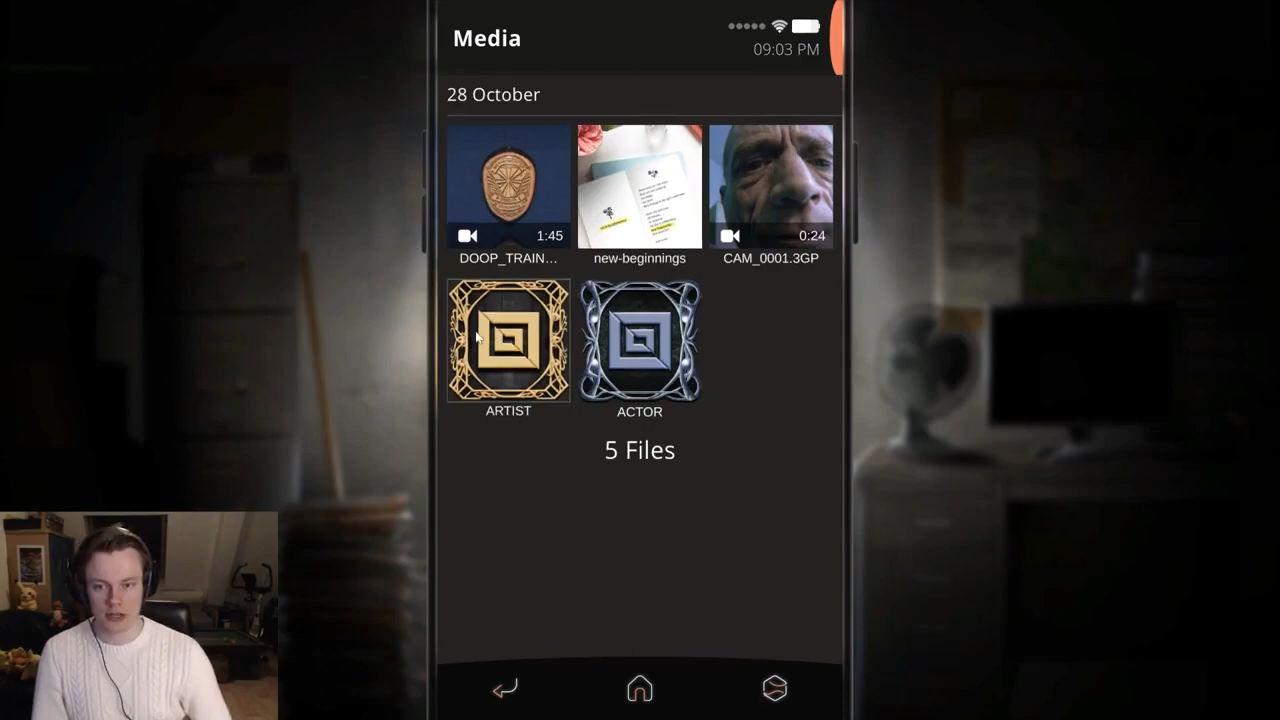 Media
09:03 PM
28 October
1:45
0:24
DOOP_TRAIN...
new-beginnings
CAM_0001.3GP
ARTIST
ACTOR
5 Files